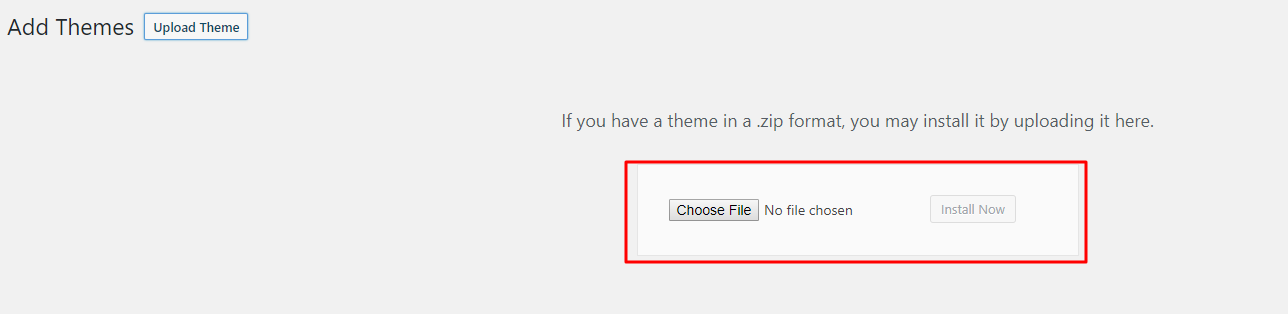 Add Themes Upload Theme
If you have a theme in a .zip format, you may install it by uploading it here.
Choose File No file chosen Install Now